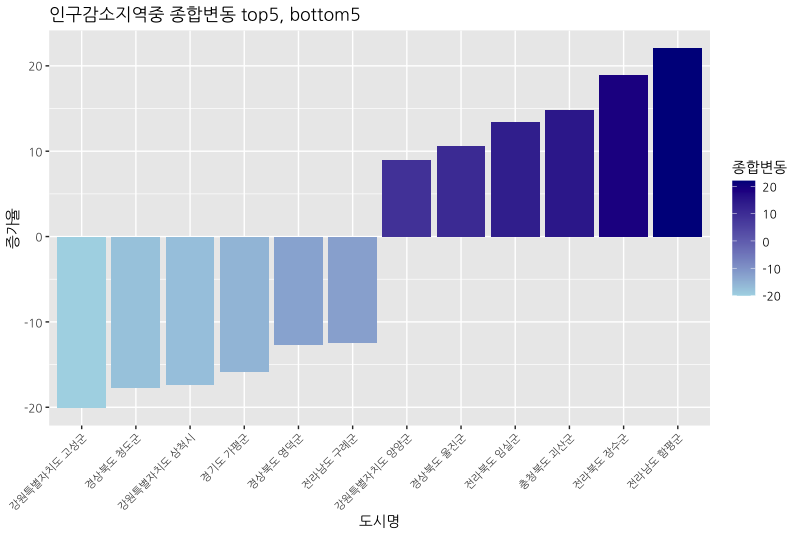 인구감소지역중 종합변동 top5, bottom5
증가율
20
10
0
-10
-20
강원특별자치도 고성군
경상북도 청도군
강원특별자치도 삼척시
경기도 가평군
경상북도 영덕군
전라남도 구례군
강원특별자치도 양양군
경상북도 울진군
전라북도 임실군
충청북도 괴산군
전라북도 장수군
전라남도 함평군
도시명
종합변동
20
10
0
-10
-20